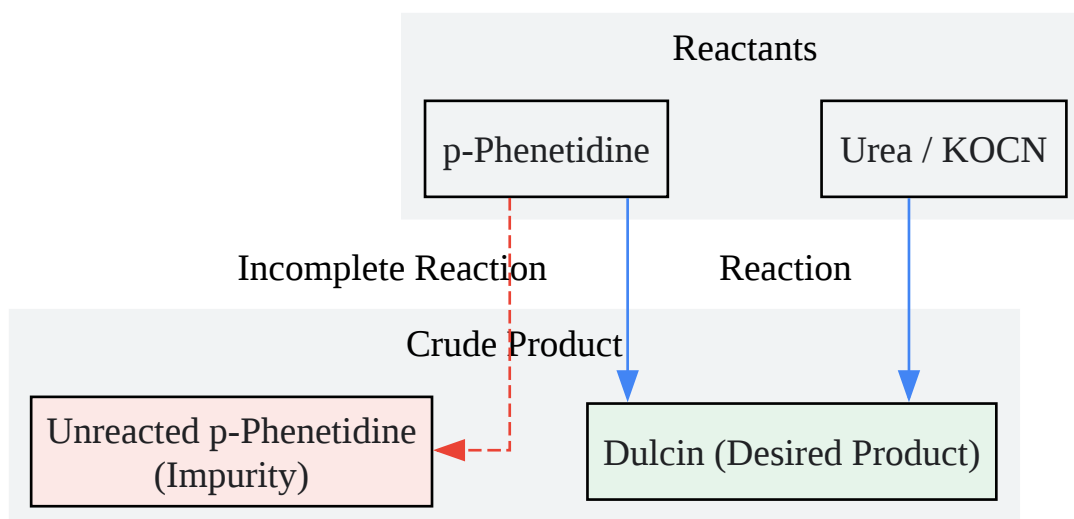 Reactants
p-Phenetidine
Urea / KOCN
Incomplete Reaction
Reaction
Crude Product
Unreacted p-Phenetidine
(Impurity)
Dulcin (Desired Product)